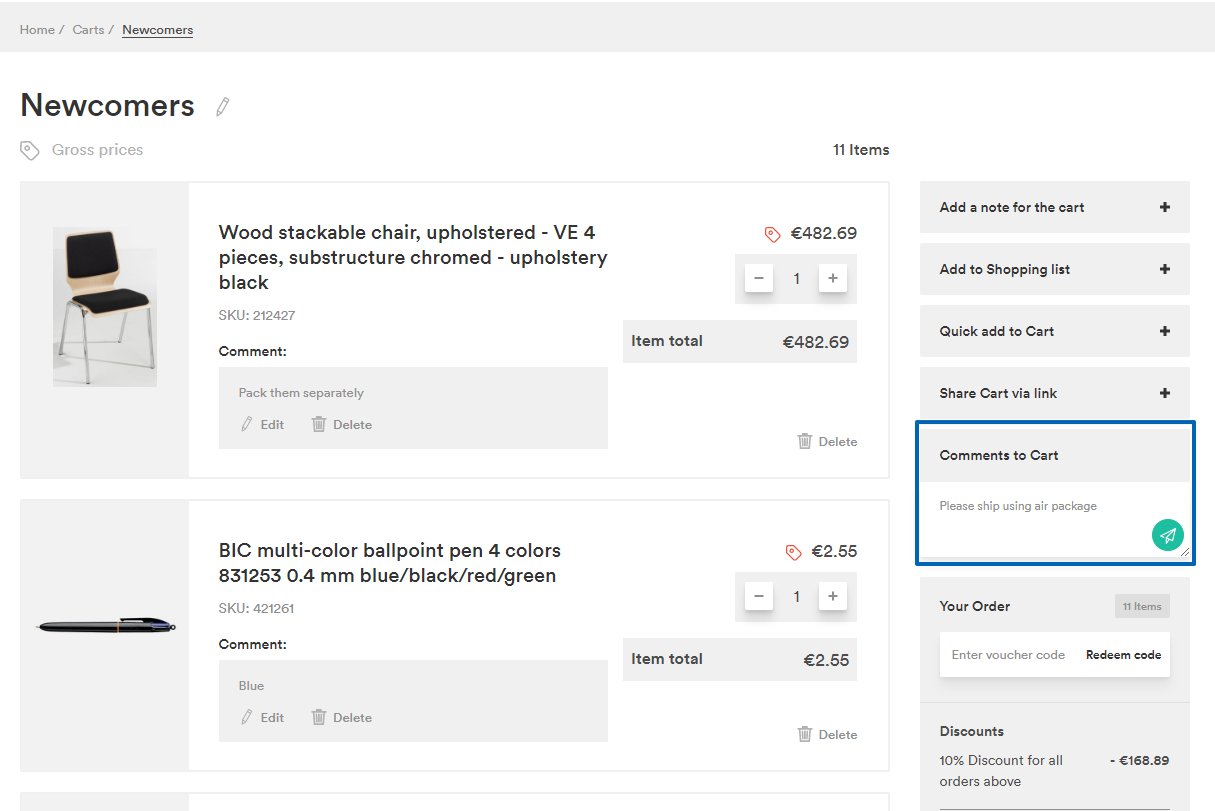 Home / Carts / Newcomers
Newcomers
Gross prices
11 Items
Wood stackable chair, upholstered - VE 4
pieces, substructure chromed - upholstery
black
SKU: 212427
Comment:
Pack them separately
Edit Delete
€482.69
− 1 +
Item total €482.69
Delete
BIC multi-color ballpoint pen 4 colors
831253 0.4 mm blue/black/red/green
SKU: 421261
Comment:
Blue
Edit Delete
€2.55
− 1 +
Item total €2.55
Delete
Add a note for the cart +
Add to Shopping list +
Quick add to Cart +
Share Cart via link +
Comments to Cart
Please ship using air package
Your Order 11 Items
Enter voucher code Redeem code
Discounts
10% Discount for all - €168.89
orders above